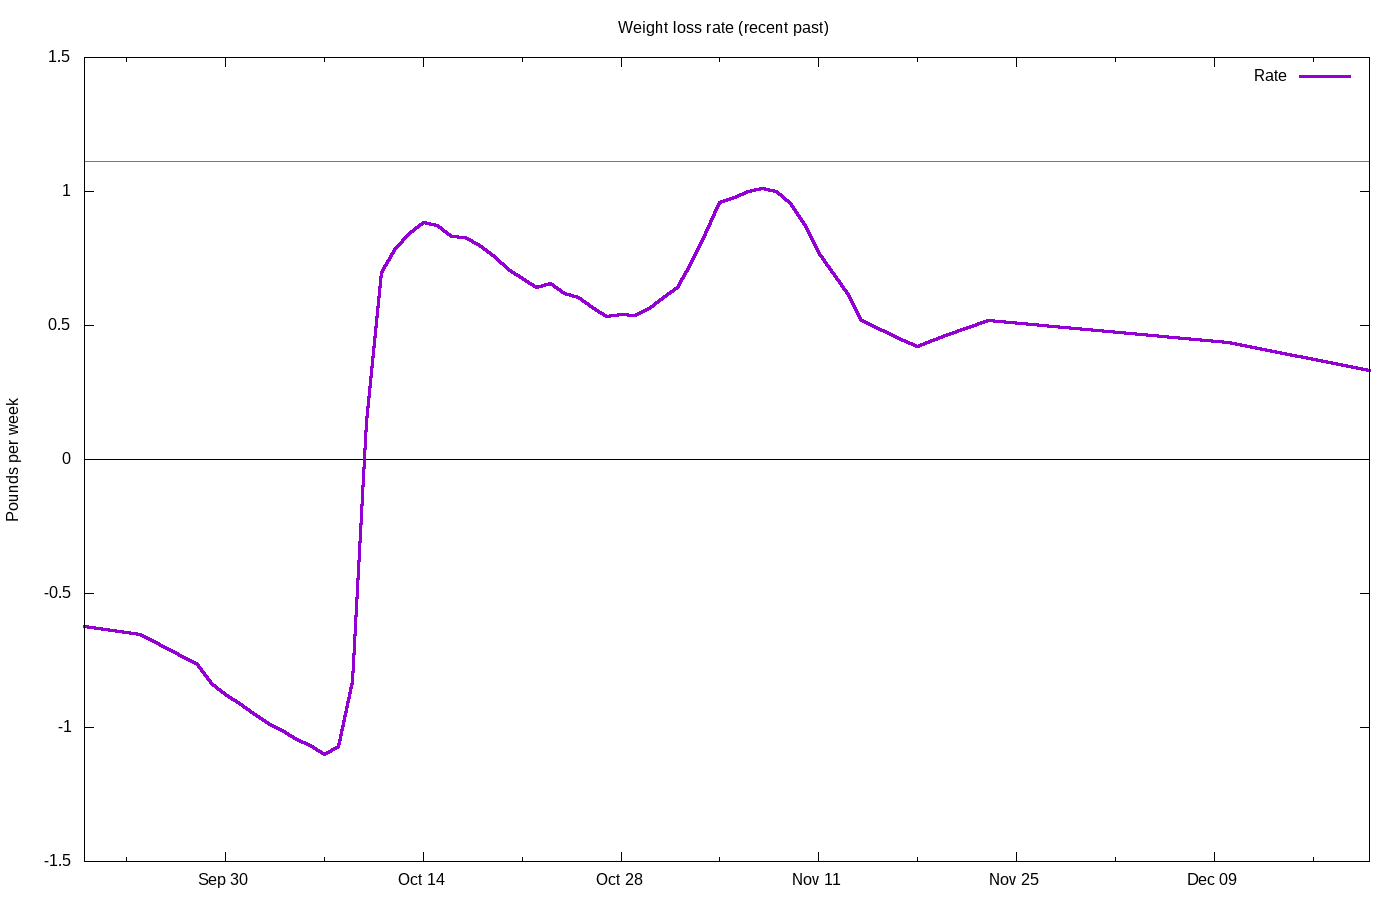 Weight loss rate (recent past)
Rate
1.5
1
0.5
0
-0.5
-1
-1.5
Pounds per week
Sep 30
Oct 14
Oct 28
Nov 11
Nov 25
Dec 09